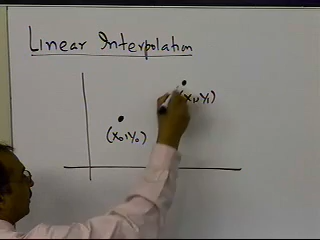 Linear Interpolation
(x₁,y₁)
(x₀,y₀)